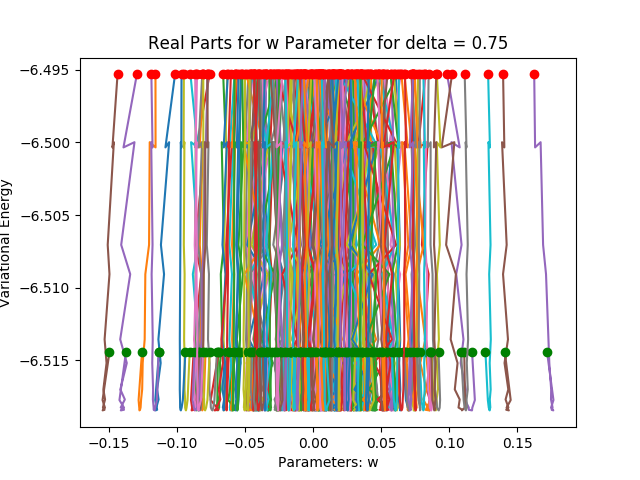 Real Parts for w Parameter for delta = 0.75
Variational Energy
−6.495
−6.500
−6.505
−6.510
−6.515
−0.15 −0.10 −0.05 0.00 0.05 0.10 0.15
Parameters: w